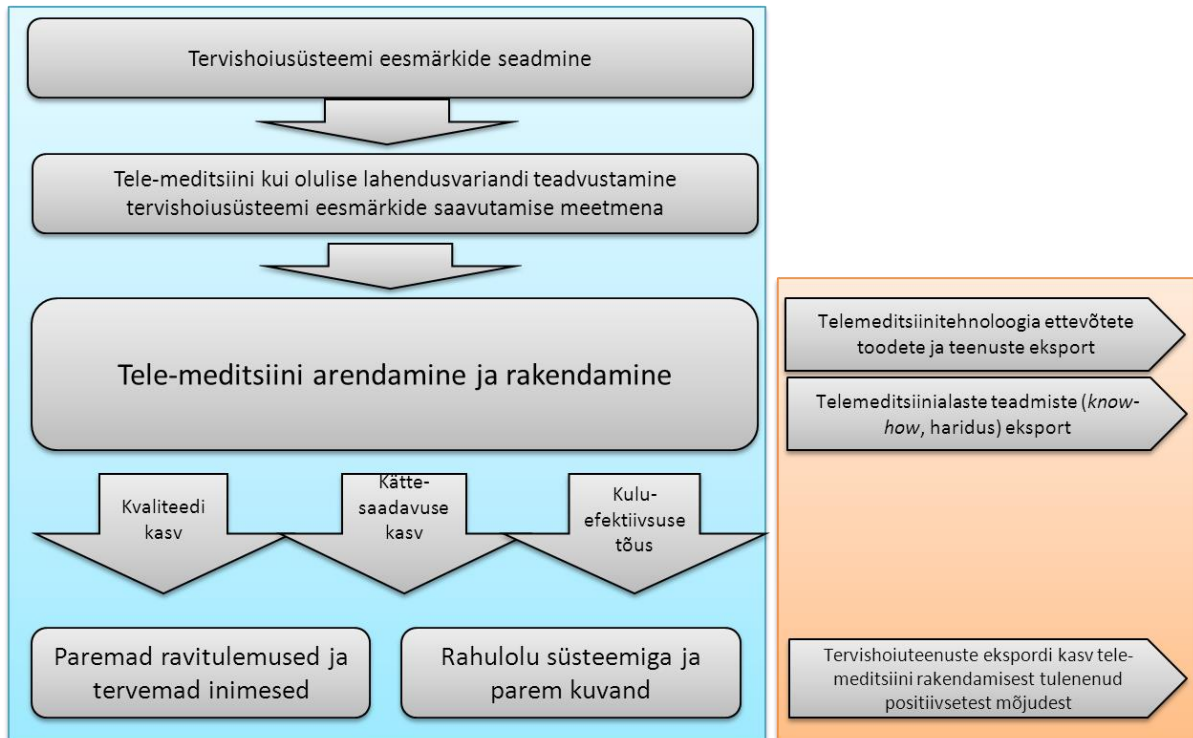 Tervishoiusüsteemi eesmärkide seadmine
Tele-meditsiini kui olulise lahendusvariandi teadvustamine
tervishoiusüsteemi eesmärkide saavutamise meetmena
Tele-meditsiini arendamine ja rakendamine
Kvaliteedi
kasv
Kätte-
saadavuse
kasv
Kulu-
efektiivsuse
tõus
Paremad ravitulemused ja
tervemad inimesed
Rahulolu süsteemiga ja
parem kuvand
Telemeditsiinitehnoloogia ettevõtete
toodete ja teenuste eksport
Telemeditsiinialaste teadmiste (know-
how, haridus) eksport
Tervishoiuteenuste ekspordi kasv tele-
meditsiini rakendamisest tulenenud
positiivsetest mõjudest